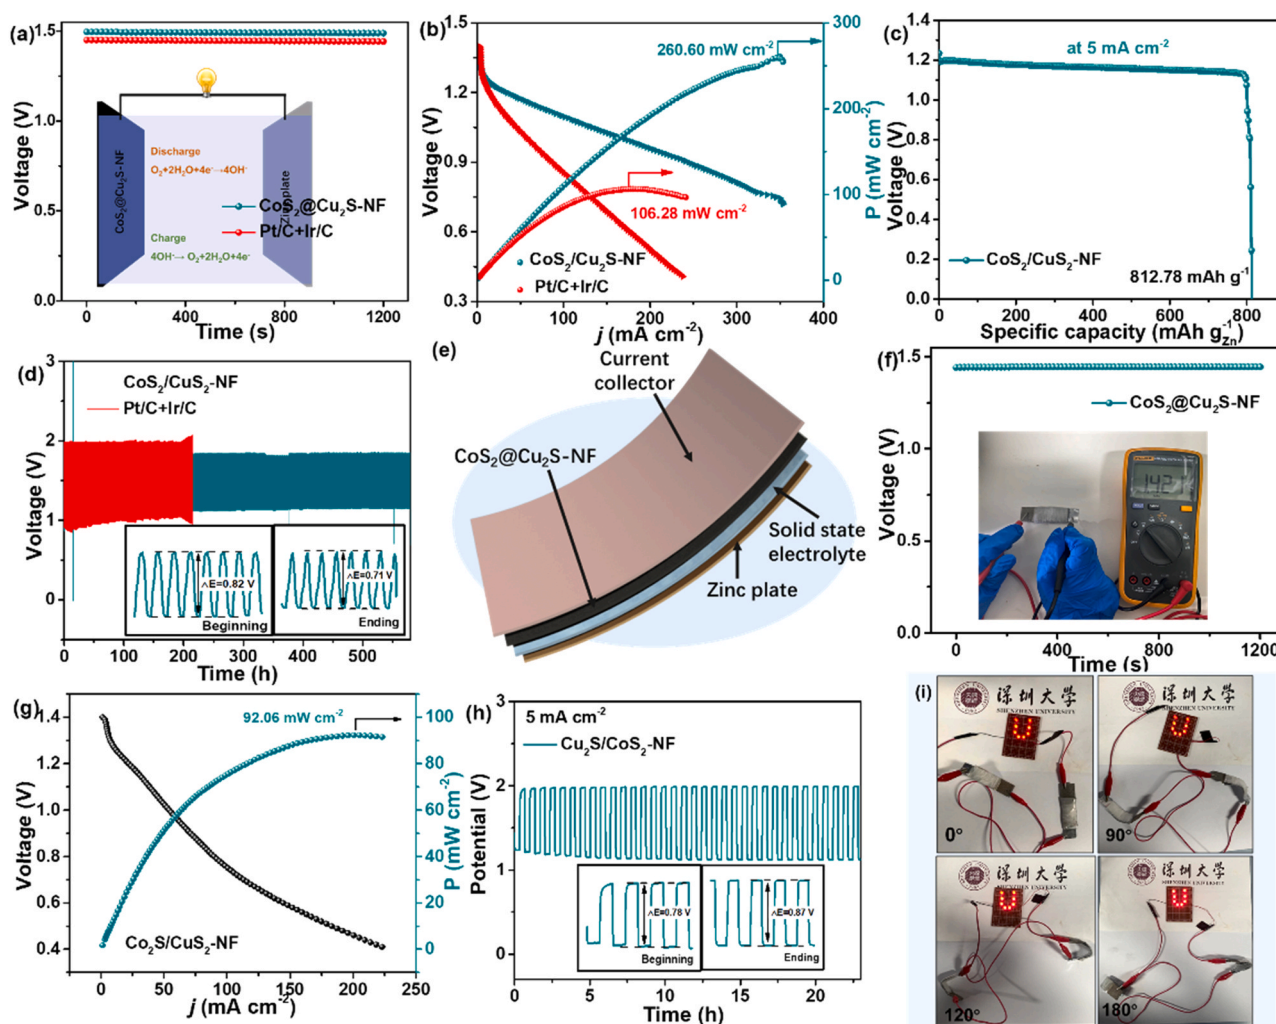 (a)
1.5
1.0
0.5
0.0
Voltage (V)
Discharge
O₂+2H₂O+4e⁻→4OH⁻
Charge
4OH⁻→ O₂+2H₂O+4e⁻
CoS₂@Cu₂S-NF
CoS₂@Cu₂S-NF
Pt/C+Ir/C
0 400 800 1200
Time (s)
(b)
1.5
1.2
0.9
0.6
0.3
Voltage (V)
260.60 mW cm⁻²
106.28 mW cm⁻²
CoS₂/Cu₂S-NF
Pt/C+Ir/C
300
200
100
0
P (mW cm⁻²)
0 100 200 300 400
j (mA cm⁻²)
(c)
1.4
1.2
1.0
0.8
0.6
0.4
0.2
Voltage (V)
at 5 mA cm⁻²
CoS₂/CuS₂-NF
812.78 mAh g⁻¹
0 200 400 600 800
Specific capacity (mAh g⁻¹Zn)
(d)
3
2
1
0
Voltage (V)
CoS₂/CuS₂-NF
Pt/C+Ir/C
△E=0.82 V
Beginning
△E=0.71 V
Ending
0 100 200 300 400 500
Time (h)
(e)
Current
collector
CoS₂@Cu₂S-NF
Solid state
electrolyte
Zinc plate
(f)
1.5
1.0
0.5
0.0
Voltage (V)
CoS₂@Cu₂S-NF
0 400 800 1200
Time (s)
(g)
1.4
1.2
1.0
0.8
0.6
0.4
Voltage (V)
92.06 mW cm⁻²
Co₂S/CuS₂-NF
100
80
60
40
20
0
P (mW cm⁻²)
0 50 100 150 200 250
j (mA cm⁻²)
(h)
3
2
1
0
Potential (V)
5 mA cm⁻²
Cu₂S/CoS₂-NF
△E=0.78 V
Beginning
△E=0.87 V
Ending
0 5 10 15 20
Time (h)
(i)
深圳大学
SHENZHEN UNIVERSITY
0°
深圳大学
SHENZHEN UNIVERSITY
90°
深圳大学
SHENZHEN UNIVERSITY
120°
深圳大学
SHENZHEN UNIVERSITY
180°